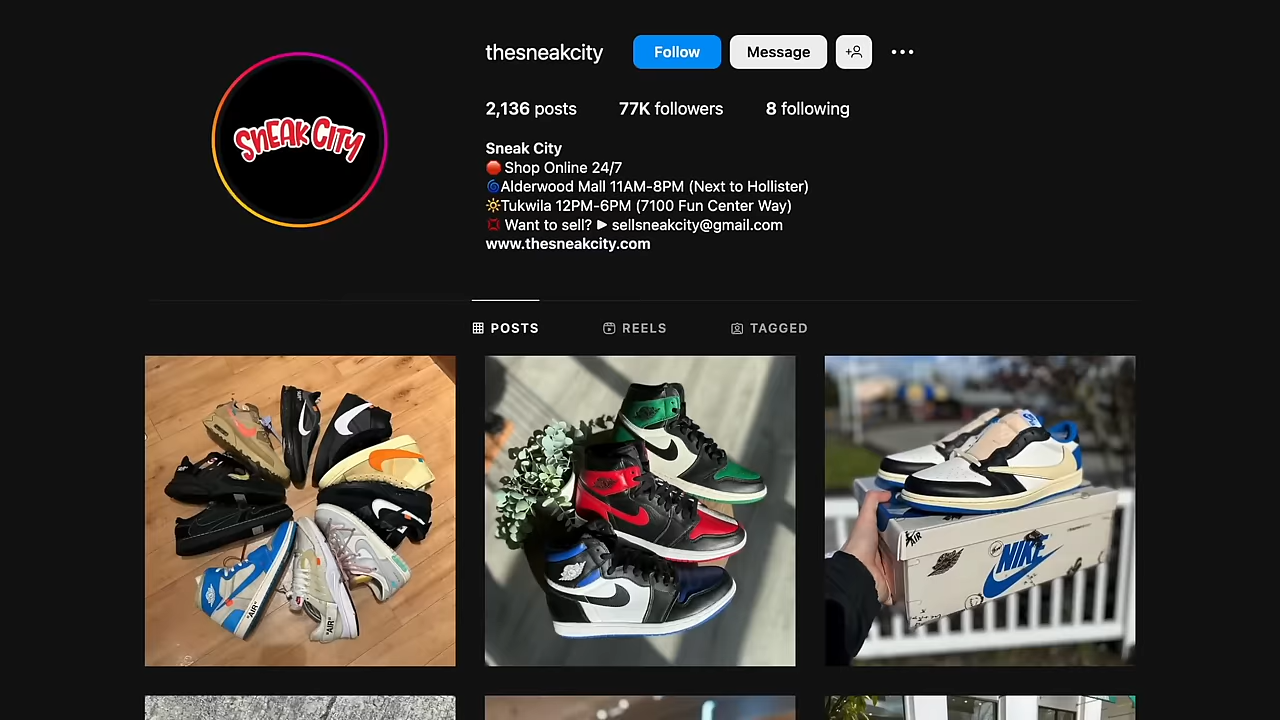 thesneakcity Follow Message
2,136 posts 77K followers 8 following
SNEAK CITY
Sneak City
🛑 Shop Online 24/7
🌀Alderwood Mall 11AM-8PM (Next to Hollister)
🔆Tukwila 12PM-6PM (7100 Fun Center Way)
💢 Want to sell? ▶ sellsneakcity@gmail.com
www.thesneakcity.com
POSTS REELS TAGGED
"AIR"
"AIR"
AIR
NIKE